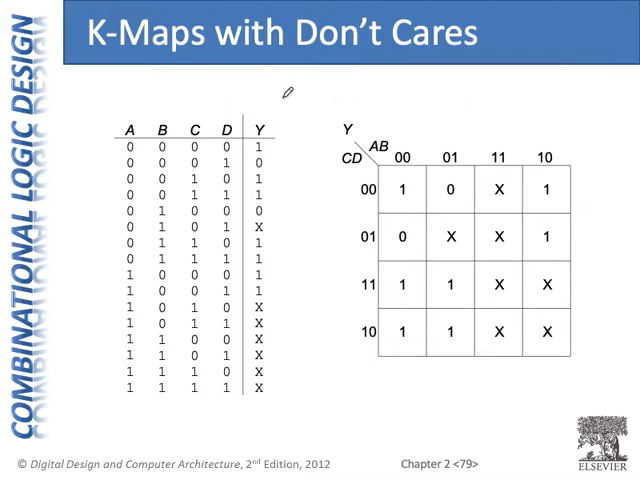 K-Maps with Don't Cares
COMBINATIONAL LOGIC DESIGN
A B C D Y
0 0 0 0 1
0 0 0 1 0
0 0 1 0 1
0 0 1 1 1
0 1 0 0 0
0 1 0 1 X
0 1 1 0 1
0 1 1 1 1
1 0 0 0 1
1 0 0 1 1
1 0 1 0 X
1 0 1 1 X
1 1 0 0 X
1 1 0 1 X
1 1 1 0 X
1 1 1 1 X
Y
AB
CD 00 01 11 10
00 1 0 X 1
01 0 X X 1
11 1 1 X X
10 1 1 X X
ELSEVIER
© Digital Design and Computer Architecture, 2nd Edition, 2012
Chapter 2 <79>